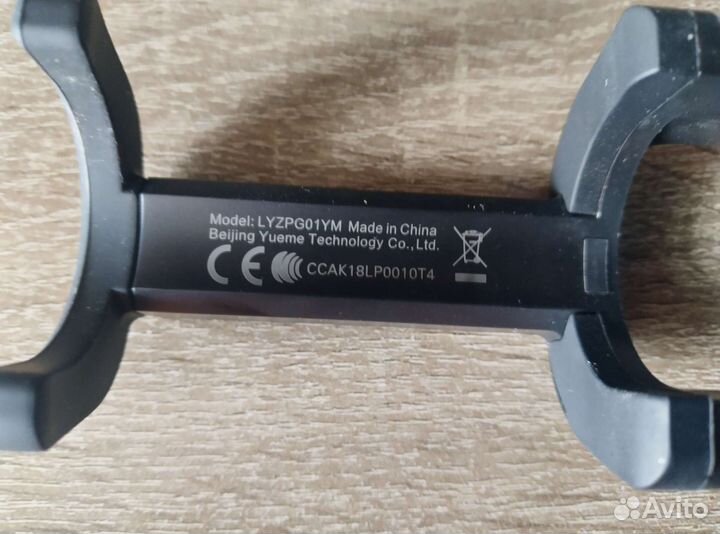 Model: LYZPG01YM Made in China
Beijing Yueme Technology Co., Ltd.
CE CCAK18LP0010T4
Avito